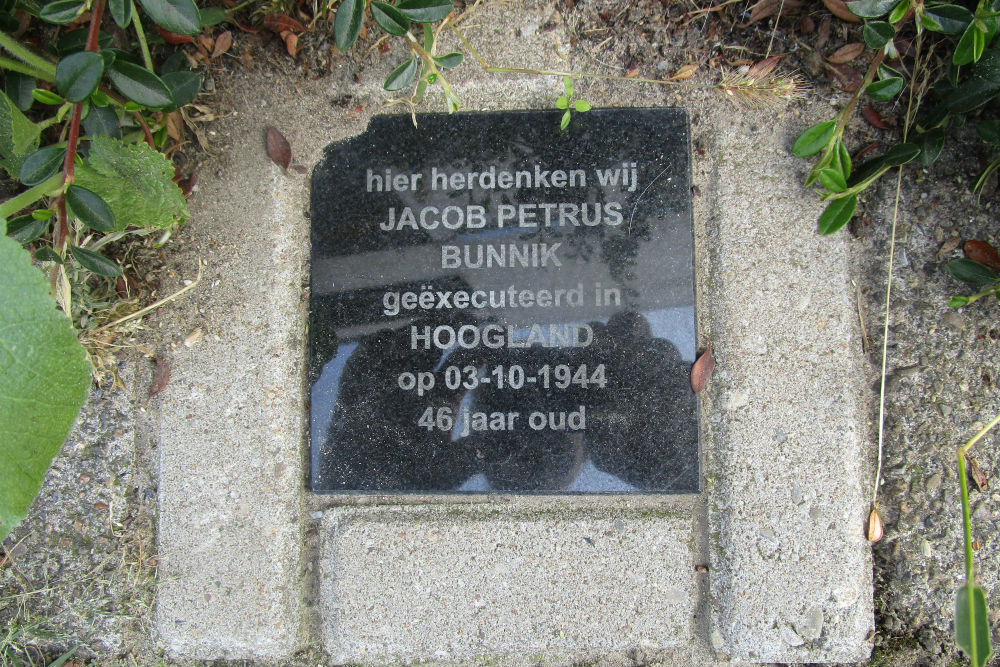 hier herdenken wij
JACOB PETRUS
BUNNIK
geëxecuteerd in
HOOGLAND
op 03-10-1944
46 jaar oud